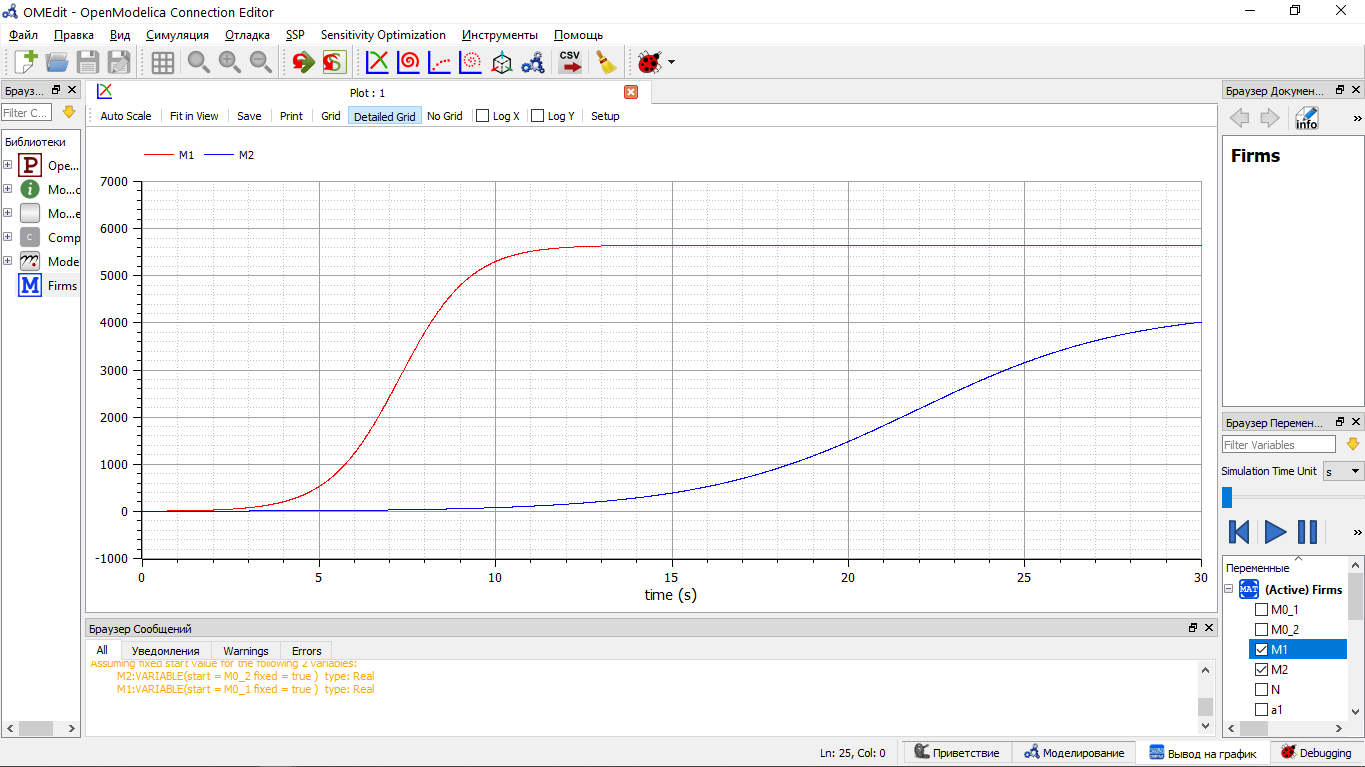 OMEdit - OpenModelica Connection Editor
Файл Правка Вид Симуляция Отладка SSP Sensitivity Optimization Инструменты Помощь
CSV
Брауз...
Filter C...
Библиотеки
P Ope...
i Mo...c
Mo...e
C Comp
Mode
M Firms
Plot : 1
Auto Scale Fit in View Save Print Grid Detailed Grid No Grid Log X Log Y Setup
M1 M2
7000
6000
5000
4000
3000
2000
1000
0
-1000
0 5 10 15 20 25 30
time (s)
Браузер Сообщений
All Уведомления Warnings Errors
Assuming fixed start value for the following 2 variables:
M2:VARIABLE(start = M0_2 fixed = true ) type: Real
M1:VARIABLE(start = M0_1 fixed = true ) type: Real
Браузер Докумен...
info »
Firms
Браузер Перемен...
Filter Variables
Simulation Time Unit s
»
Переменные
MAT (Active) Firms
M0_1
M0_2
M1
M2
N
a1
Ln: 25, Col: 0 Приветствие Моделирование Вывод на график Debugging